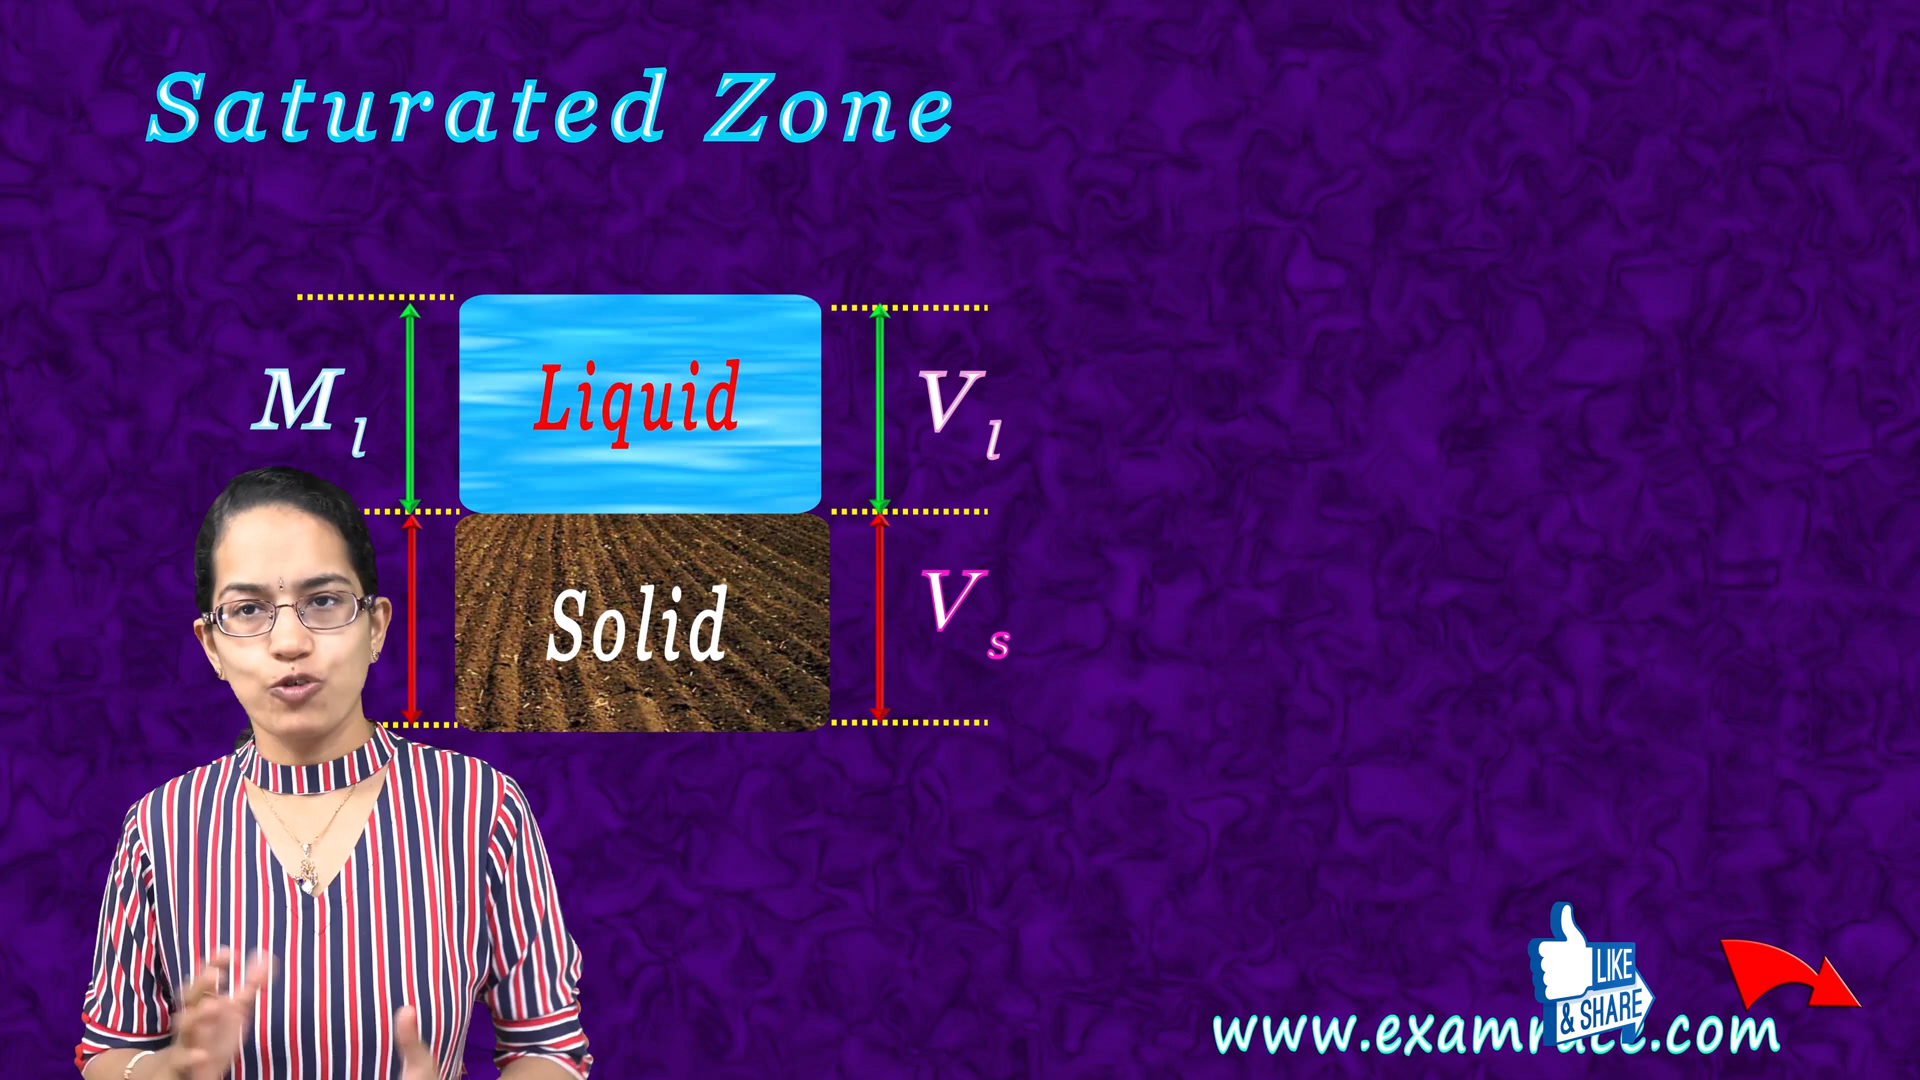 Saturated Zone
M l
Liquid
V l
Solid
V s
LIKE
& SHARE